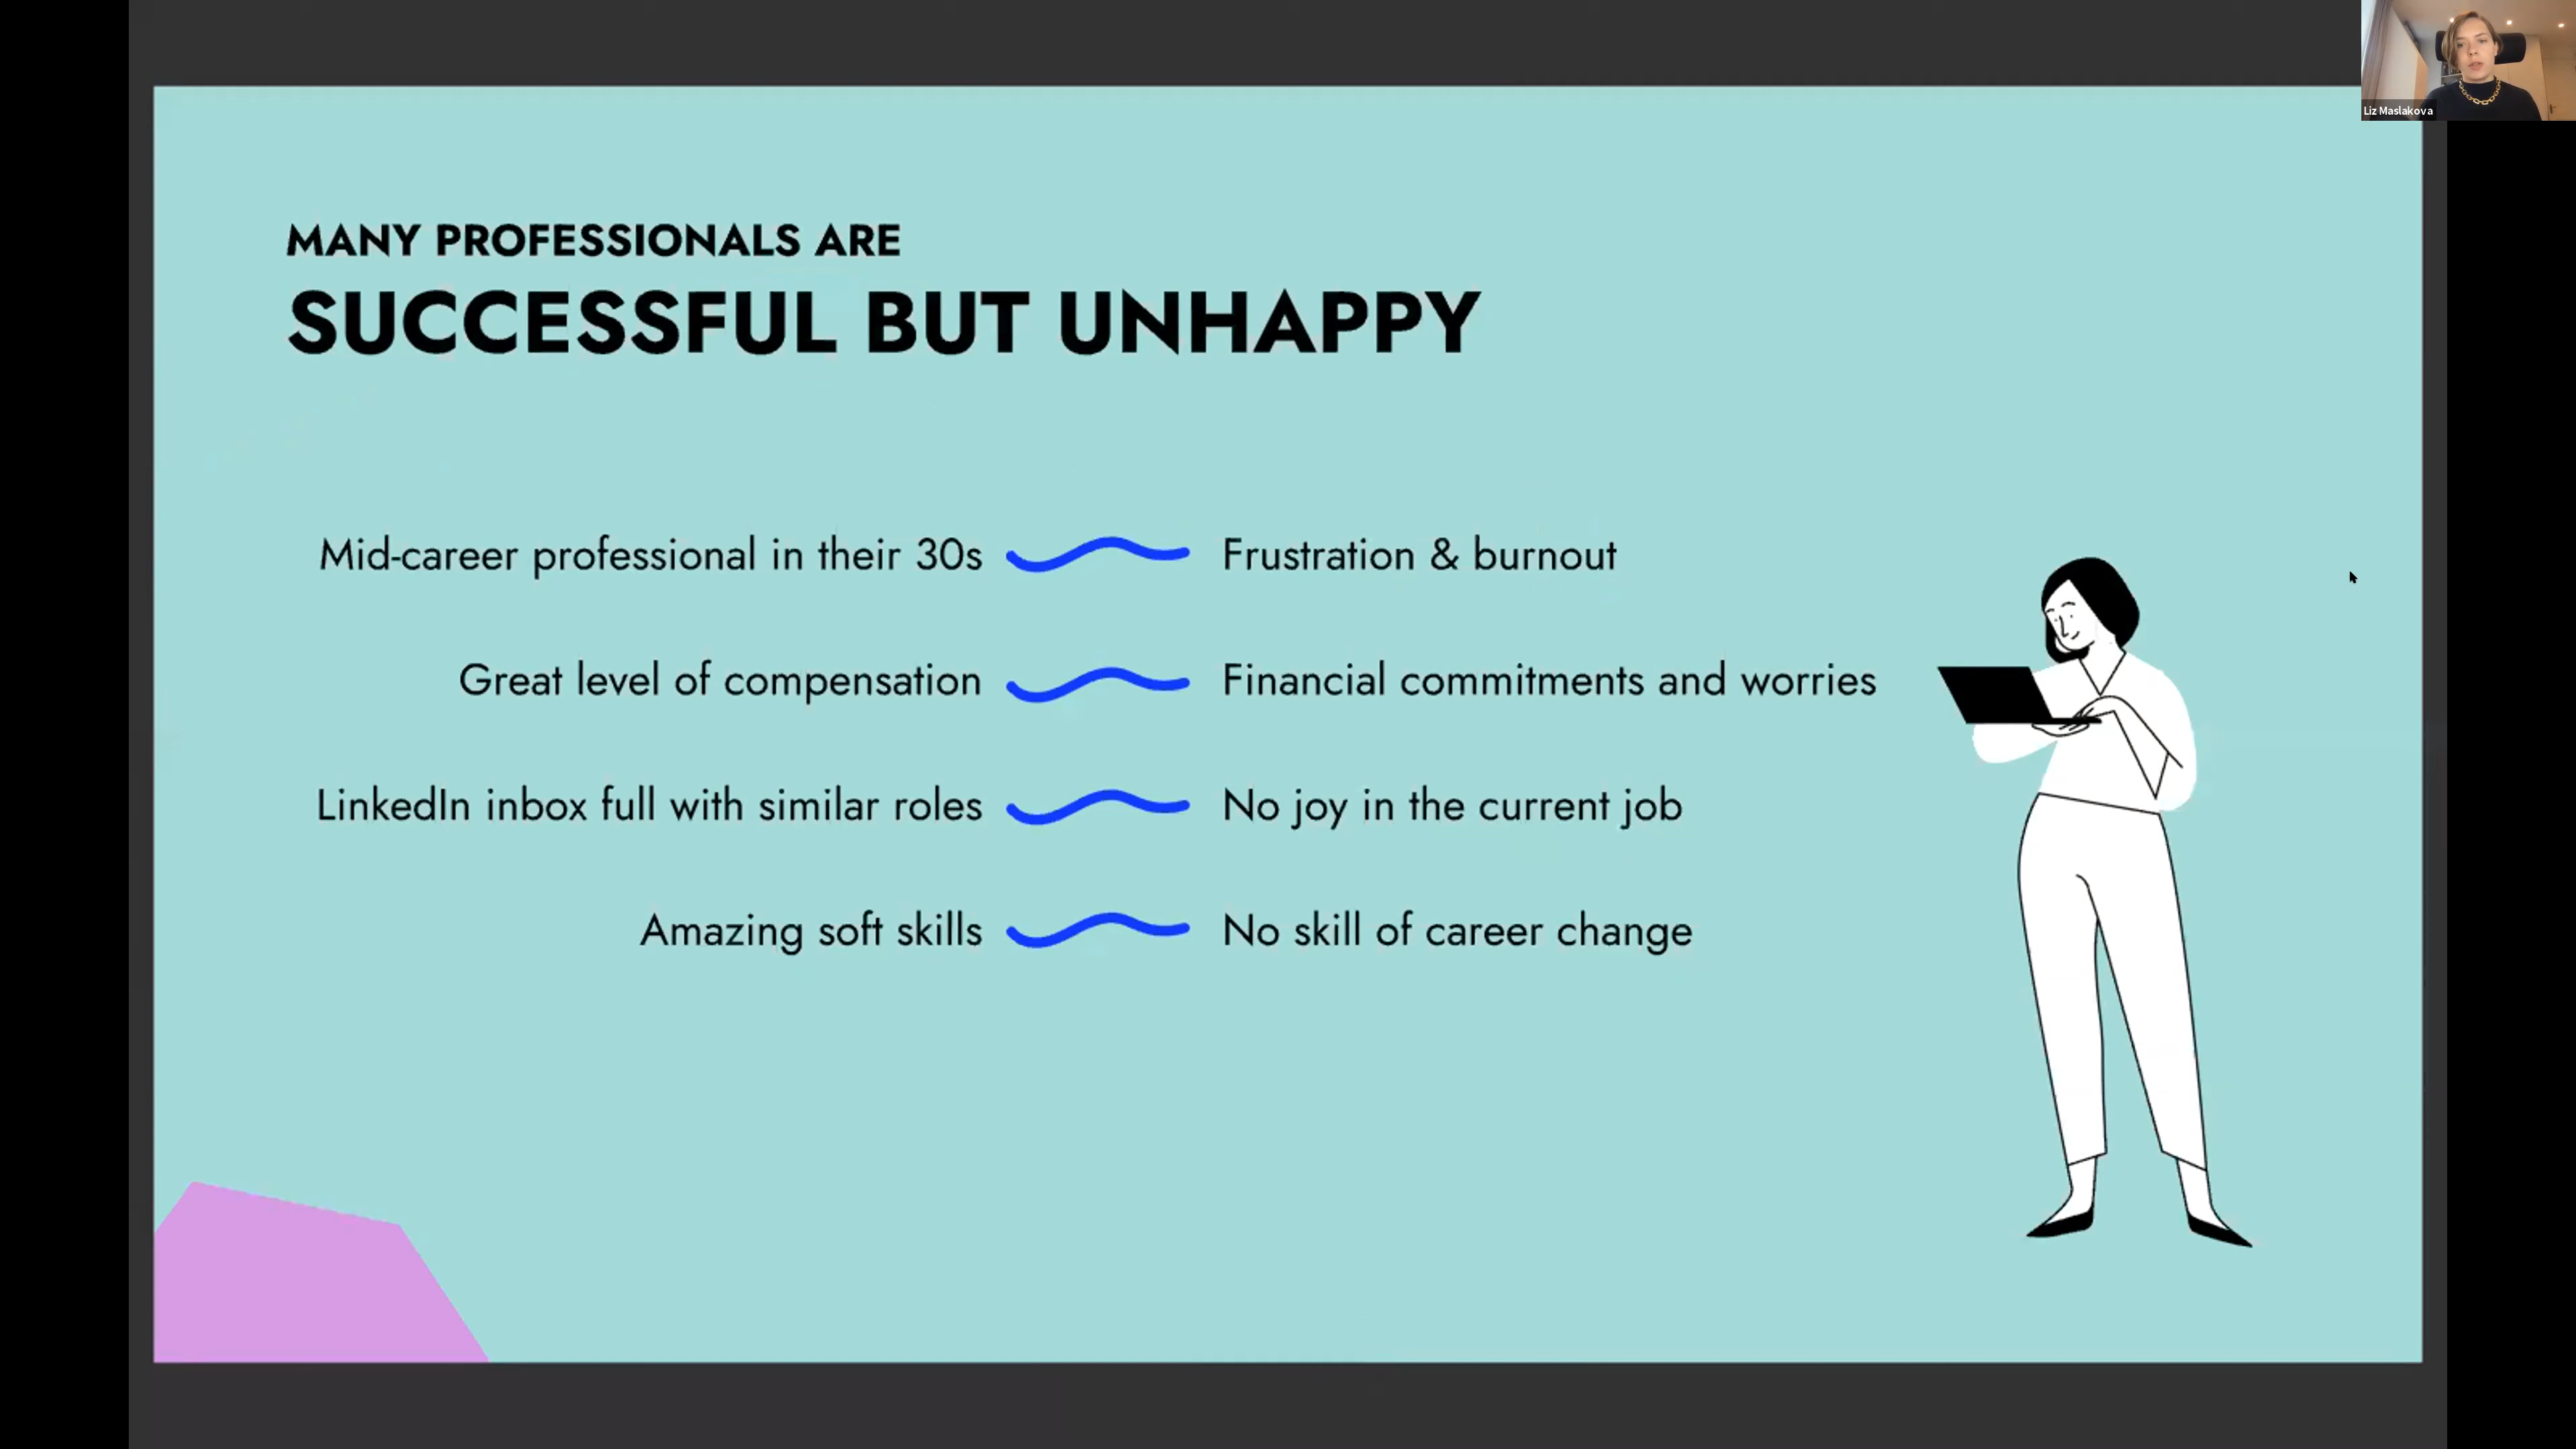 Liz Maslakova
MANY PROFESSIONALS ARE
SUCCESSFUL BUT UNHAPPY
Mid-career professional in their 30s
Frustration & burnout
Great level of compensation
Financial commitments and worries
LinkedIn inbox full with similar roles
No joy in the current job
Amazing soft skills
No skill of career change